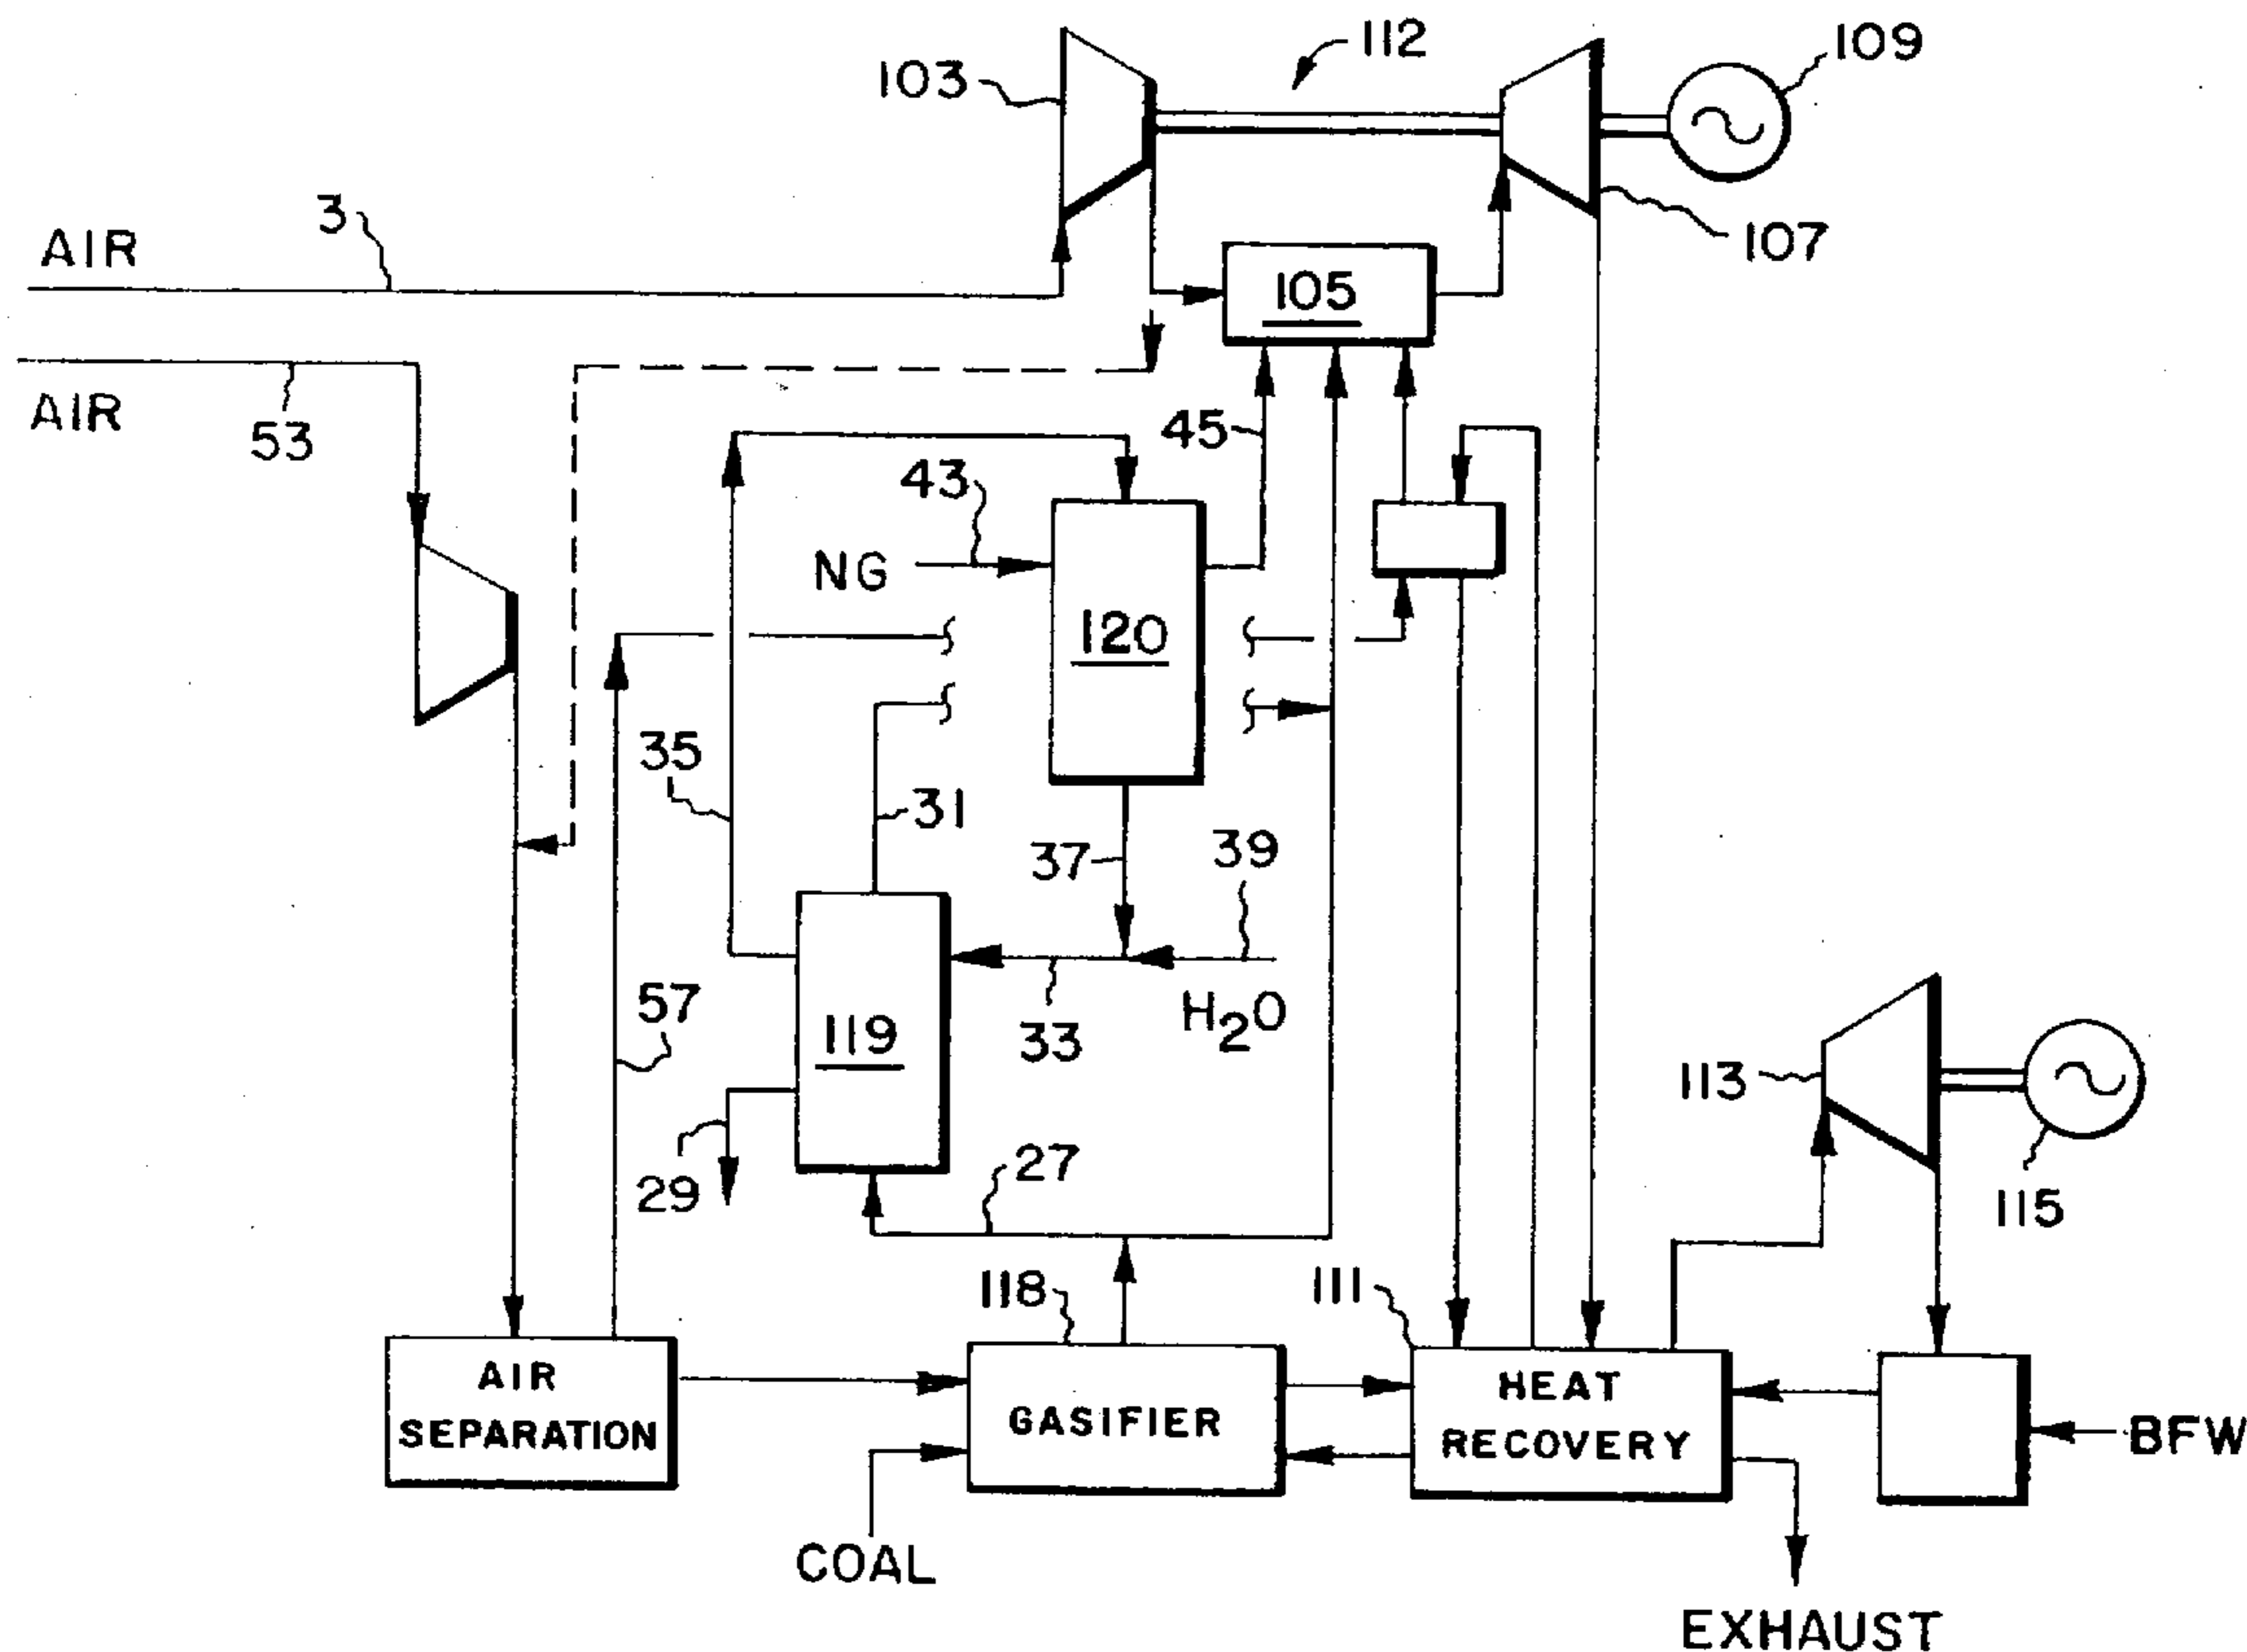 112
109
103
3
107
AIR
105
AIR
53
45
43
NG
120
35
31
37
39
57
33
H2O
119
113
27
29
115
118
111
AIR
SEPARATION
GASIFIER
HEAT
RECOVERY
BFW
COAL
EXHAUST